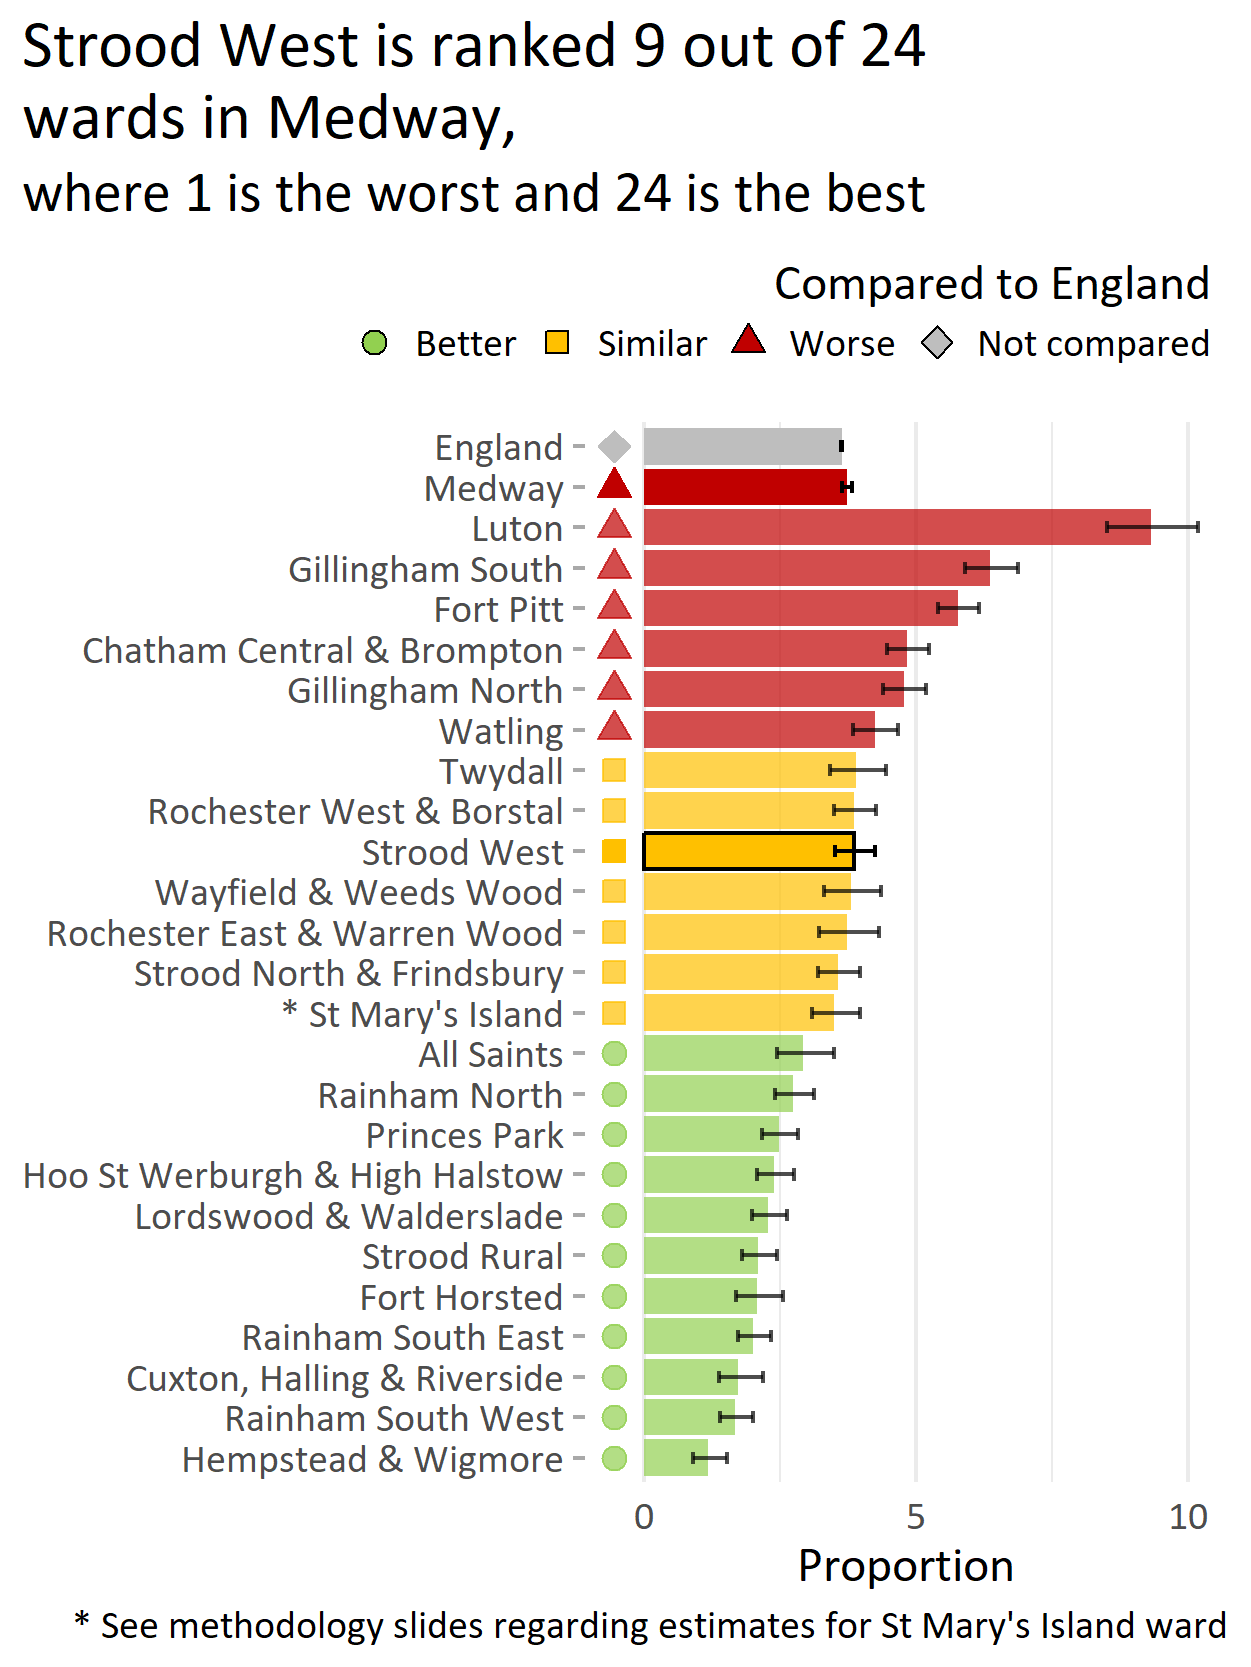 Strood West is ranked 9 out of 24
wards in Medway,
where 1 is the worst and 24 is the best
Compared to England
Better Similar Worse Not compared
England
Medway
Luton
Gillingham South
Fort Pitt
Chatham Central & Brompton
Gillingham North
Watling
Twydall
Rochester West & Borstal
Strood West
Wayfield & Weeds Wood
Rochester East & Warren Wood
Strood North & Frindsbury
* St Mary's Island
All Saints
Rainham North
Princes Park
Hoo St Werburgh & High Halstow
Lordswood & Walderslade
Strood Rural
Fort Horsted
Rainham South East
Cuxton, Halling & Riverside
Rainham South West
Hempstead & Wigmore
0 5 10
Proportion
* See methodology slides regarding estimates for St Mary's Island ward